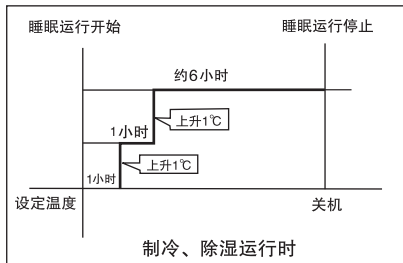 睡眠运行开始
睡眠运行停止
约6小时
上升1℃
1小时
上升1℃
1小时
设定温度
关机
制冷、除湿运行时